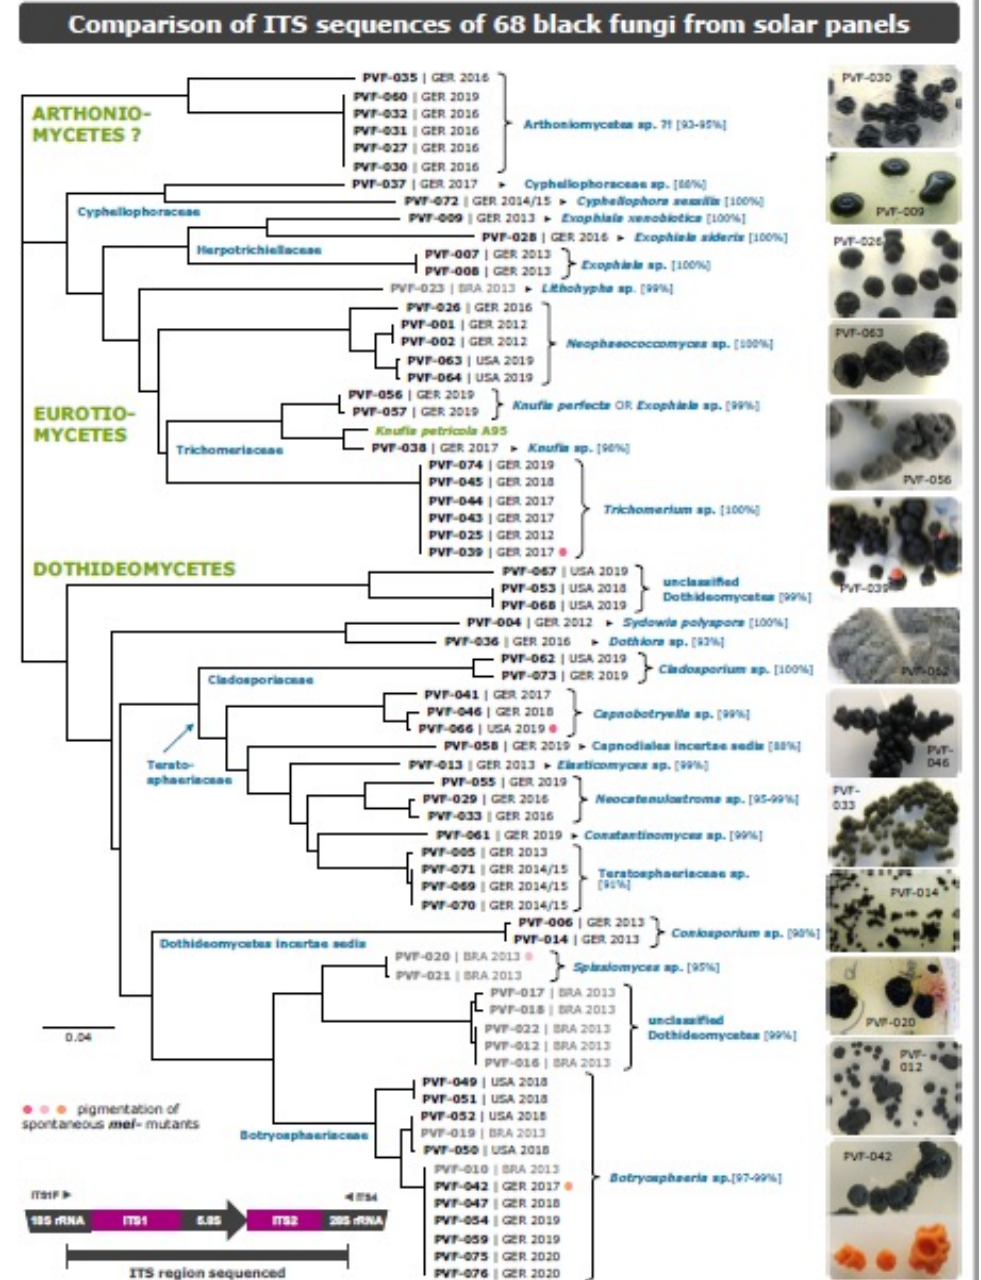 Comparison of ITS sequences of 68 black fungi from solar panels
ARTHONIO-
MYCETES ?
PVF-035 | GER 2016
PVF-060 | GER 2019
PVF-032 | GER 2016
PVF-031 | GER 2016
PVF-027 | GER 2016
PVF-030 | GER 2016
Arthoniomycetes sp. ?! [93-95%]
PVF-037 | GER 2017 ► Cyphellophoraceae sp. [88%]
PVF-072 | GER 2014/15 ► Cyphellophora sessilis [100%]
Cyphellophoraceae
PVF-009 | GER 2013 ► Exophiala xenobiotica [100%]
PVF-028 | GER 2016 ► Exophiala sideris [100%]
Herpotrichiellaceae
PVF-007 | GER 2013
PVF-008 | GER 2013
Exophiala sp. [100%]
PVF-023 | BRA 2013 ► Lithohypha sp. [99%]
PVF-026 | GER 2016
PVF-001 | GER 2012
PVF-002 | GER 2012
PVF-063 | USA 2019
PVF-064 | USA 2019
Neophaeococcomyces sp. [100%]
EUROTIO-
MYCETES
PVF-056 | GER 2019
PVF-057 | GER 2019
Knufia perfecta OR Exophiala sp. [99%]
Knufia petricola A95
Trichomeriaceae
PVF-038 | GER 2017 ► Knufia sp. [98%]
PVF-074 | GER 2019
PVF-045 | GER 2018
PVF-044 | GER 2017
PVF-043 | GER 2017
PVF-025 | GER 2012
PVF-039 | GER 2017
Trichomerium sp. [100%]
DOTHIDEOMYCETES
PVF-067 | USA 2019
PVF-053 | USA 2018
PVF-068 | USA 2019
unclassified
Dothideomycetes [99%]
PVF-004 | GER 2012 ► Sydowia polyspora [100%]
PVF-036 | GER 2016 ► Dothiora sp. [93%]
PVF-062 | USA 2019
PVF-073 | GER 2019
Cladosporium sp. [100%]
Cladosporiaceae
PVF-041 | GER 2017
PVF-046 | GER 2018
PVF-066 | USA 2019
Capnobotryella sp. [99%]
PVF-058 | GER 2019 ► Capnodiales incertae sedis [88%]
Terato-
sphaeriaceae
PVF-013 | GER 2013 ► Elasticomyces sp. [99%]
PVF-055 | GER 2019
PVF-029 | GER 2016
PVF-033 | GER 2016
Neocatenulostroma sp. [95-99%]
PVF-061 | GER 2019 ► Constantinomyces sp. [99%]
PVF-005 | GER 2013
PVF-071 | GER 2014/15
PVF-069 | GER 2014/15
PVF-070 | GER 2014/15
Teratosphaeriaceae sp.
[91%]
PVF-006 | GER 2013
PVF-014 | GER 2013
Coniosporium sp. [98%]
Dothideomycetes incertae sedis
PVF-020 | BRA 2013
PVF-021 | BRA 2013
Spissiomyces sp. [95%]
PVF-017 | BRA 2013
PVF-018 | BRA 2013
PVF-022 | BRA 2013
PVF-012 | BRA 2013
PVF-016 | BRA 2013
unclassified
Dothideomycetes [99%]
0.04
PVF-049 | USA 2018
PVF-051 | USA 2018
PVF-052 | USA 2018
PVF-019 | BRA 2013
PVF-050 | USA 2018
PVF-010 | BRA 2013
PVF-042 | GER 2017
PVF-047 | GER 2018
PVF-054 | GER 2019
PVF-059 | GER 2019
PVF-075 | GER 2020
PVF-076 | GER 2020
Botryosphaeria sp.[97-99%]
Botryosphaeriaceae
pigmentation of
spontaneous mel- mutants
ITS1F ► ◄ ITS4
18S rRNA ITS1 5.8S ITS2 28S rRNA
ITS region sequenced
PVF-030
PVF-009
PVF-026
PVF-063
PVF-056
PVF-039
PVF-062
PVF-
046
PVF-
033
PVF-014
PVF-020
PVF-
012
PVF-042